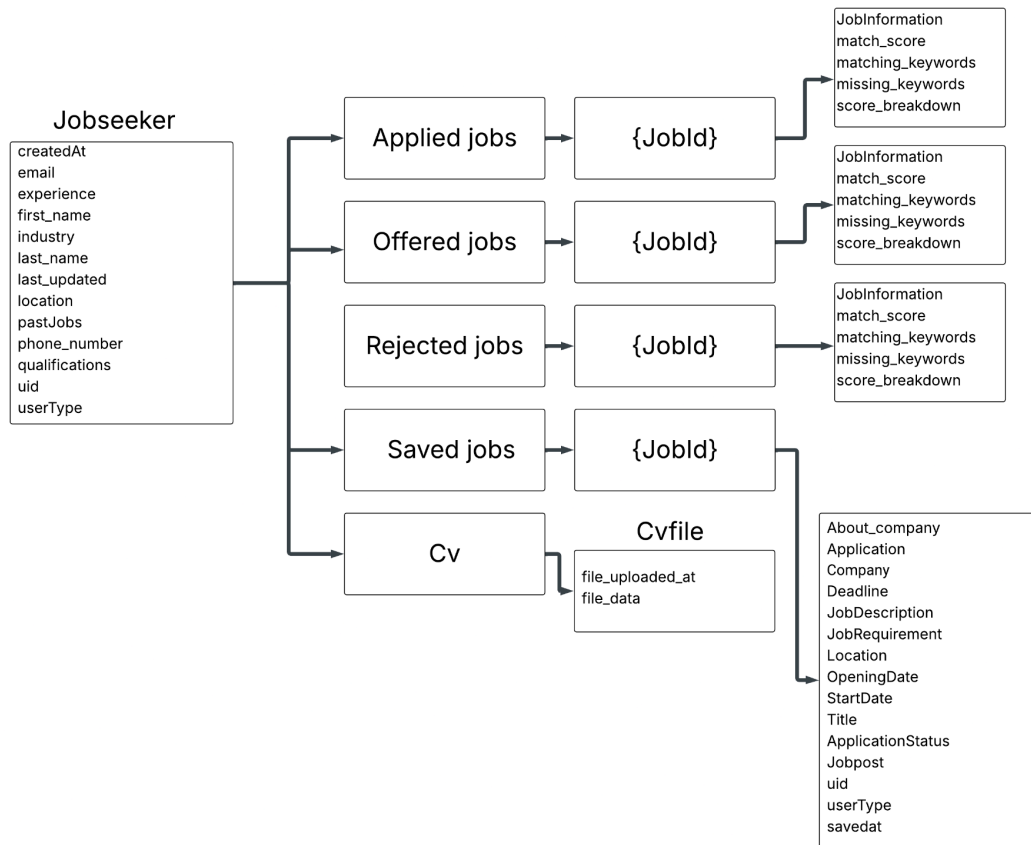 Jobseeker
createdAt
email
experience
first_name
industry
last_name
last_updated
location
pastJobs
phone_number
qualifications
uid
userType
Applied jobs
{JobId}
JobInformation
match_score
matching_keywords
missing_keywords
score_breakdown
Offered jobs
{JobId}
JobInformation
match_score
matching_keywords
missing_keywords
score_breakdown
Rejected jobs
{JobId}
JobInformation
match_score
matching_keywords
missing_keywords
score_breakdown
Saved jobs
{JobId}
About_company
Application
Company
Deadline
JobDescription
JobRequirement
Location
OpeningDate
StartDate
Title
ApplicationStatus
Jobpost
uid
userType
savedat
Cv
Cvfile
file_uploaded_at
file_data